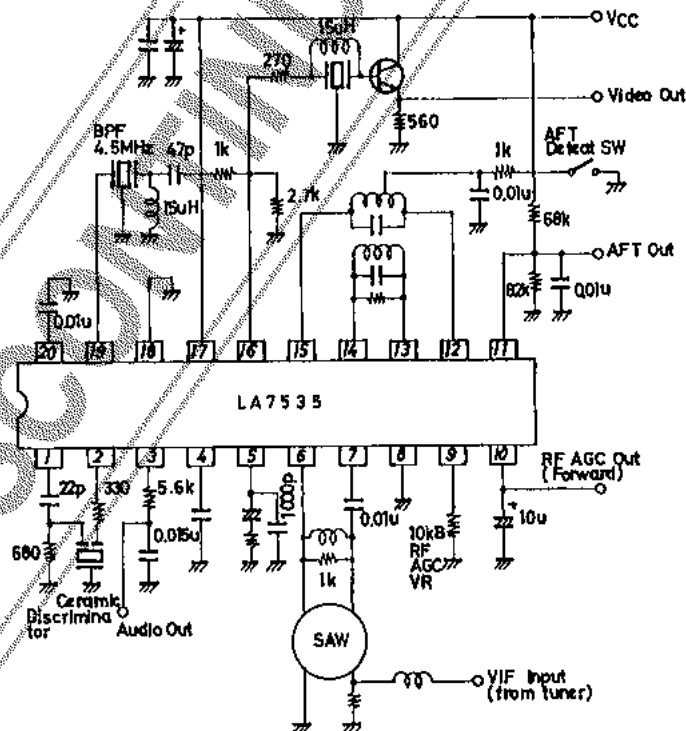 VCC
15uH
270
Video Out
560
BPF
4.5MHz
47p
1k
15uH
2.7k
1k
AFT
Defeat SW
0.01u
68k
AFT Out
82k
0.01u
0.01u
20
19
18
17
16
15
14
13
12
11
LA7535
1
2
3
4
5
6
7
8
9
10
22p
330
5.6k
1000p
0.01u
RF AGC Out
(Forward)
10u
680
0.015u
10kB
RF
AGC
VR
1k
Ceramic
Discrimina
tor
Audio Out
SAW
VIF Input
(from tuner)